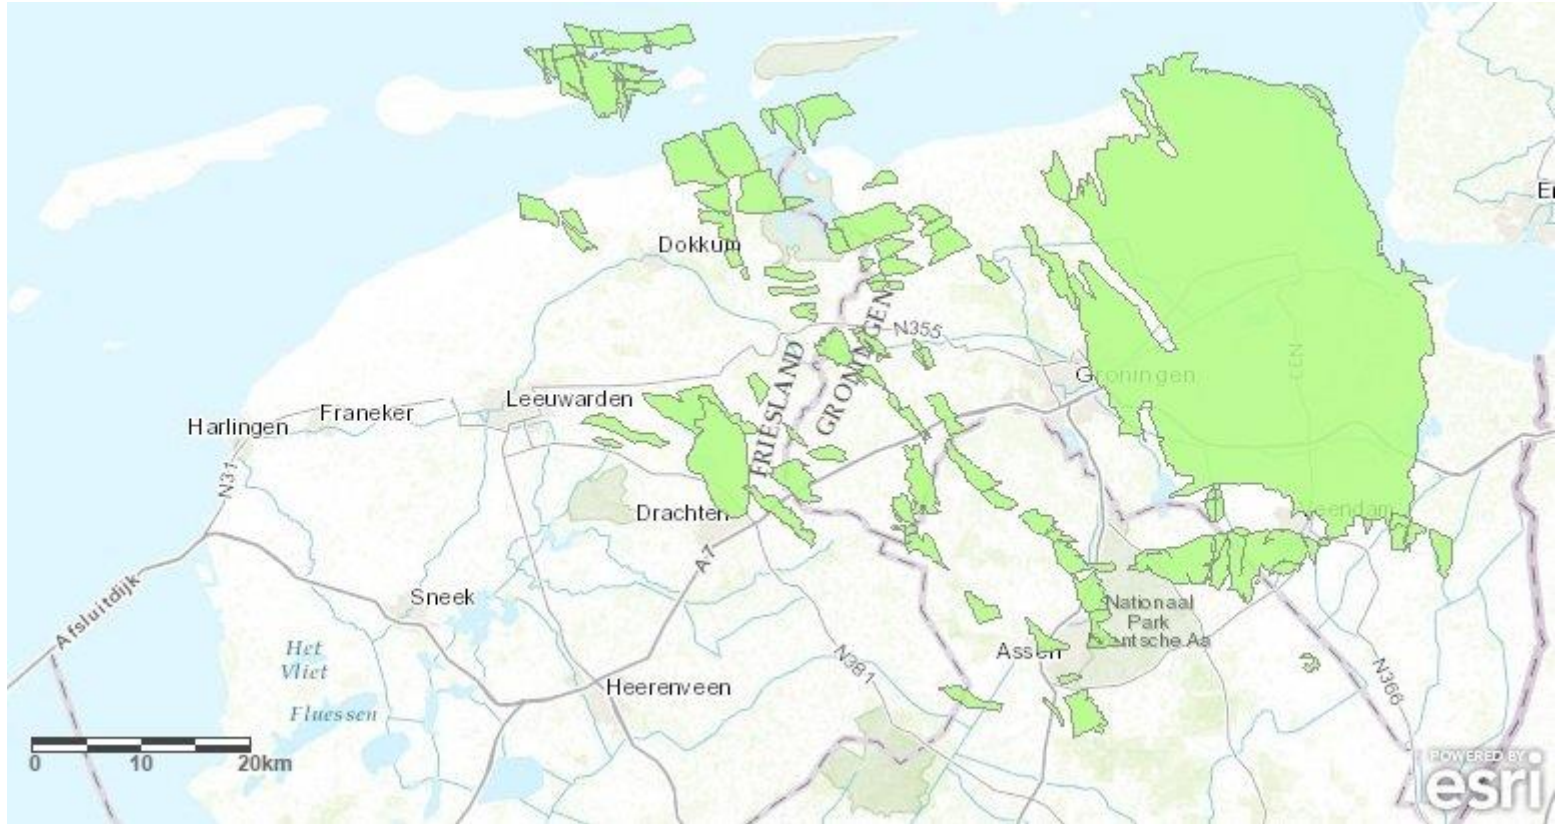 Dokkum
GRONINGEN
N355
FRIESLAND
Groningen
Leeuwarden
Franeker
Harlingen
N31
Drachten
A7
Afsluitdijk
Sneek
Nationaal
Park
Assen
Het
Vliet
N381
N366
Heerenveen
Fluessen
0 10 20km
POWERED BY
esri